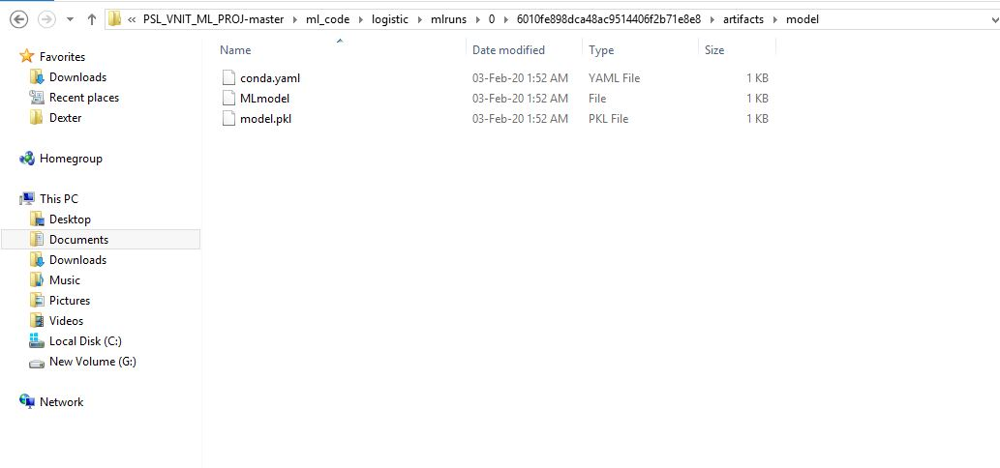 « PSL_VNIT_ML_PROJ-master ▸ ml_code ▸ logistic ▸ mlruns ▸ 0 ▸ 6010fe898dca48ac9514406f2b71e8e8 ▸ artifacts ▸ model
Name Date modified Type Size
Favorites
Downloads
Recent places
Dexter
Homegroup
This PC
Desktop
Documents
Downloads
Music
Pictures
Videos
Local Disk (C:)
New Volume (G:)
Network
conda.yaml 03-Feb-20 1:52 AM YAML File 1 KB
MLmodel 03-Feb-20 1:52 AM File 1 KB
model.pkl 03-Feb-20 1:52 AM PKL File 1 KB